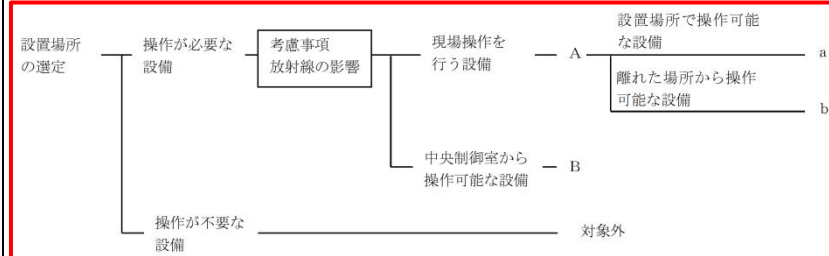 設置場所
の選定
操作が必要な
設備
考慮事項
放射線の影響
現場操作を
行う設備
A
設置場所で操作可能
な設備
a
離れた場所から操作
可能な設備
b
中央制御室から
操作可能な設備
B
操作が不要な
設備
対象外